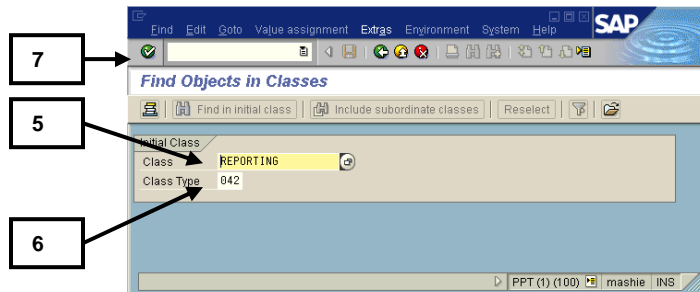 Find Edit Goto Value assignment Extras Environment System Help
SAP
7
Find Objects in Classes
Find in initial class Include subordinate classes Reselect
5
Initial Class
Class REPORTING
Class Type 042
6
PPT (1) (100) mashie INS